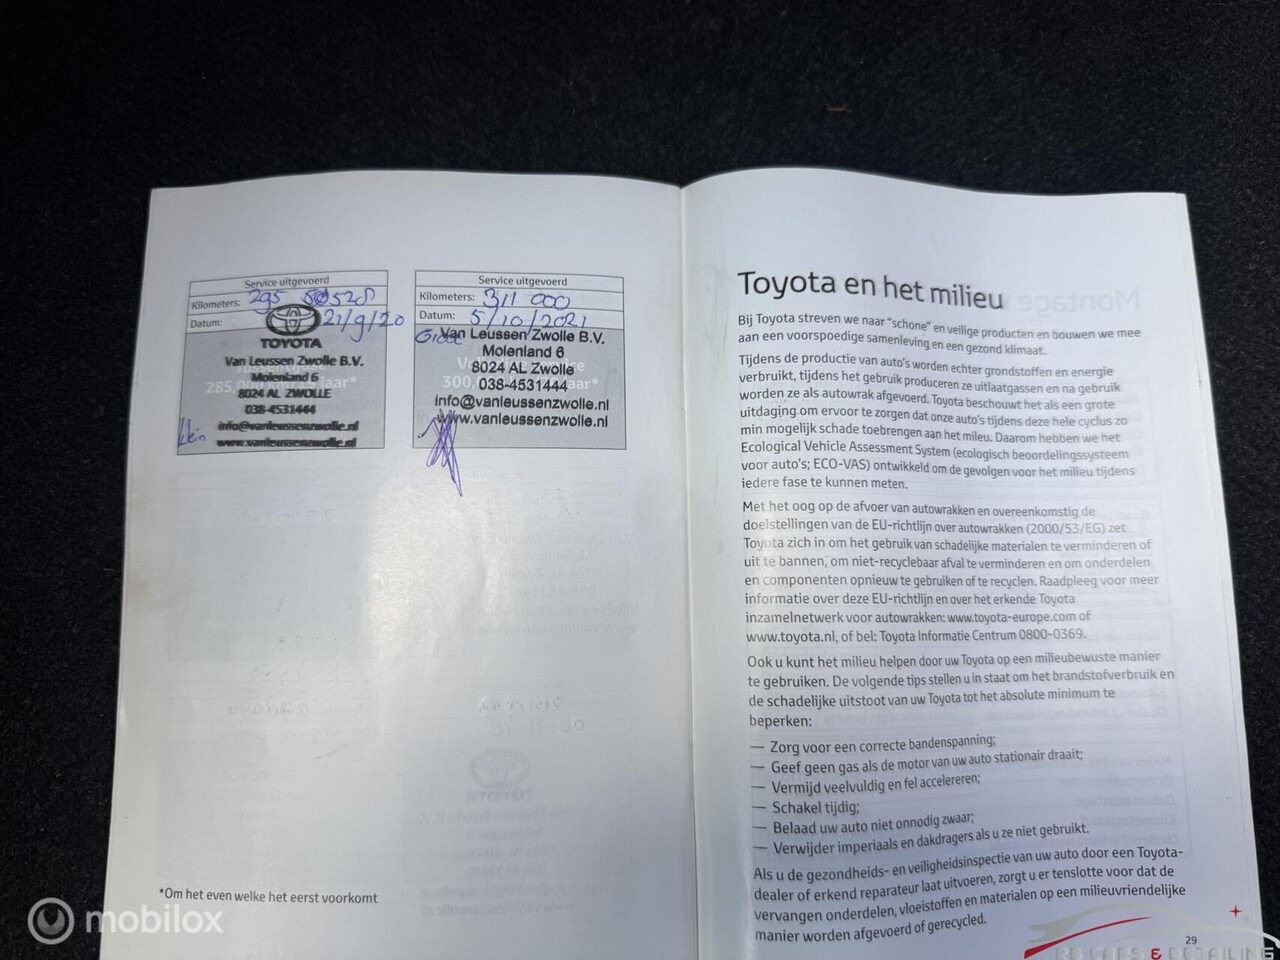 Service uitgevoerd
Kilometers: 295 528
Datum: 21/9/20
TOYOTA
Van Leussen Zwolle B.V.
Molenland 6
285,000 km/ jaar*
8024 AL ZWOLLE
038-4531444
info@vanleussenzwolle.nl
klein
www.vanleussenzwolle.nl
Service uitgevoerd
Kilometers: 311 000
Datum: 5/10/2021
Groot
Van Leussen Zwolle B.V.
Molenland 6
8024 AL Zwolle
300, jaar*
038-4531444
info@vanleussenzwolle.nl
www.vanleussenzwolle.nl
*Om het even welke het eerst voorkomt
Toyota en het milieu
Bij Toyota streven we naar "schone" en veilige producten en bouwen we mee
aan een voorspoedige samenleving en een gezond klimaat.
Tijdens de productie van auto's worden echter grondstoffen en energie
verbruikt, tijdens het gebruik produceren ze uitlaatgassen en na gebruik
worden ze als autowrak afgevoerd. Toyota beschouwt het als een grote
uitdaging om ervoor te zorgen dat onze auto's tijdens deze hele cyclus zo
min mogelijk schade toebrengen aan het milieu. Daarom hebben we het
Ecological Vehicle Assessment System (ecologisch beoordelingssysteem
voor auto's; ECO-VAS) ontwikkeld om de gevolgen voor het milieu tijdens
iedere fase te kunnen meten.
Met het oog op de afvoer van autowrakken en overeenkomstig de
doelstellingen van de EU-richtlijn over autowrakken (2000/53/EG) zet
Toyota zich in om het gebruik van schadelijke materialen te verminderen of
uit te bannen, om niet-recyclebaar afval te verminderen en om onderdelen
en componenten opnieuw te gebruiken of te recyclen. Raadpleeg voor meer
informatie over deze EU-richtlijn en over het erkende Toyota
inzamelnetwerk voor autowrakken: www.toyota-europe.com of
www.toyota.nl, of bel: Toyota Informatie Centrum 0800-0369.
Ook u kunt het milieu helpen door uw Toyota op een milieubewuste manier
te gebruiken. De volgende tips stellen u in staat om het brandstofverbruik en
de schadelijke uitstoot van uw Toyota tot het absolute minimum te
beperken:
— Zorg voor een correcte bandenspanning;
— Geef geen gas als de motor van uw auto stationair draait;
— Vermijd veelvuldig en fel accelereren;
— Schakel tijdig;
— Belaad uw auto niet onnodig zwaar;
— Verwijder imperiaals en dakdragers als u ze niet gebruikt.
Als u de gezondheids- en veiligheidsinspectie van uw auto door een Toyota-
dealer of erkend reparateur laat uitvoeren, zorgt u er tenslotte voor dat de
vervangen onderdelen, vloeistoffen en materialen op een milieuvriendelijke
manier worden afgevoerd of gerecycled.
29
mobilox
RB CARS & DETAILING